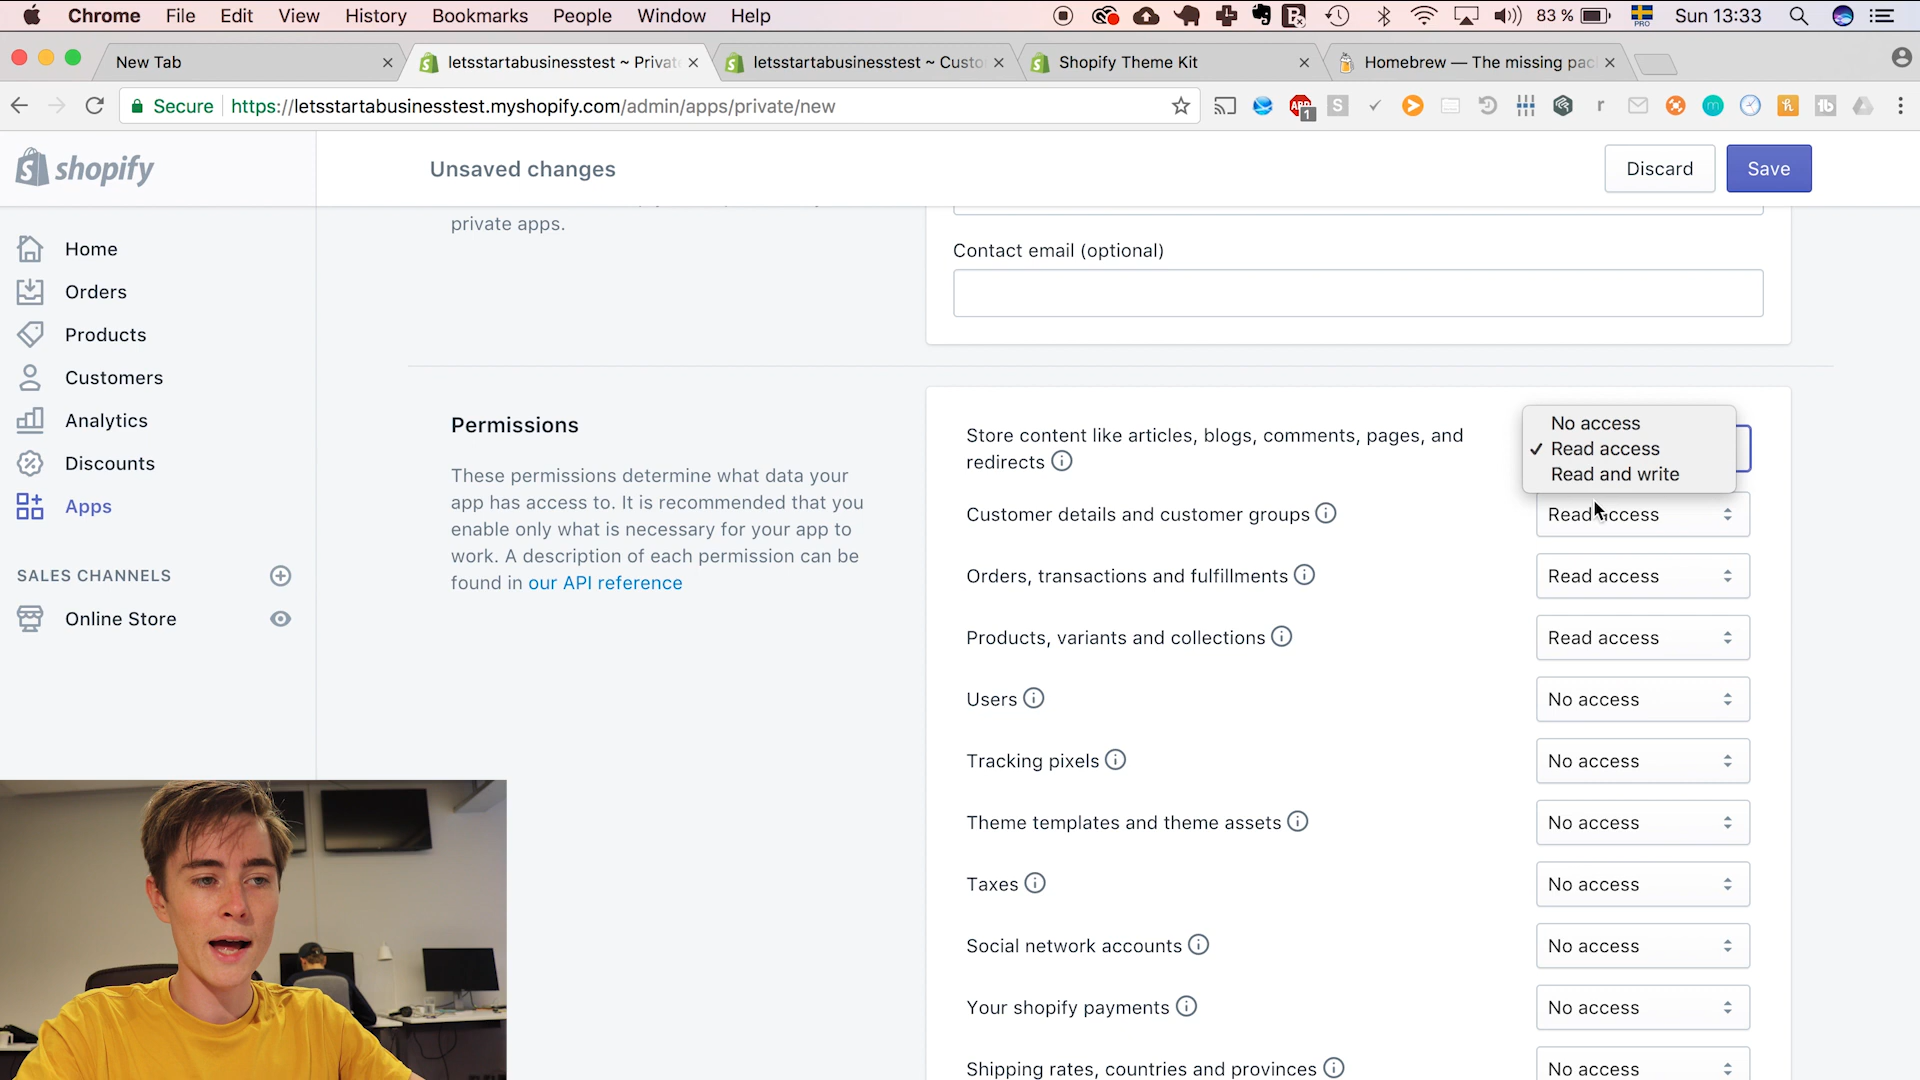 Chrome File Edit View History Bookmarks People Window Help 83 % PRO Sun 13:33
New Tab
letsstartabusinesstest ~ Privat
letsstartabusinesstest ~ Custo
Shopify Theme Kit
Homebrew — The missing pac
Secure https://letsstartabusinesstest.myshopify.com/admin/apps/private/new
shopify
Unsaved changes
Discard
Save
Home
Orders
Products
Customers
Analytics
Discounts
Apps
SALES CHANNELS
Online Store
private apps.
Contact email (optional)
Permissions
These permissions determine what data your
app has access to. It is recommended that you
enable only what is necessary for your app to
work. A description of each permission can be
found in our API reference
Store content like articles, blogs, comments, pages, and
redirects
No access
Read access
Read and write
Customer details and customer groups
Read access
Orders, transactions and fulfillments
Read access
Products, variants and collections
Read access
Users
No access
Tracking pixels
No access
Theme templates and theme assets
No access
Taxes
No access
Social network accounts
No access
Your shopify payments
No access
Shipping rates, countries and provinces
No access